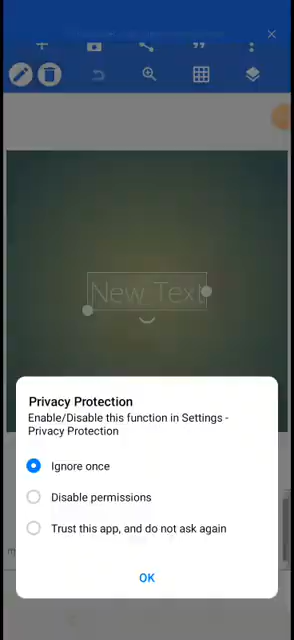 New Text
Privacy Protection
Enable/Disable this function in Settings -
Privacy Protection
Ignore once
Disable permissions
Trust this app, and do not ask again
OK